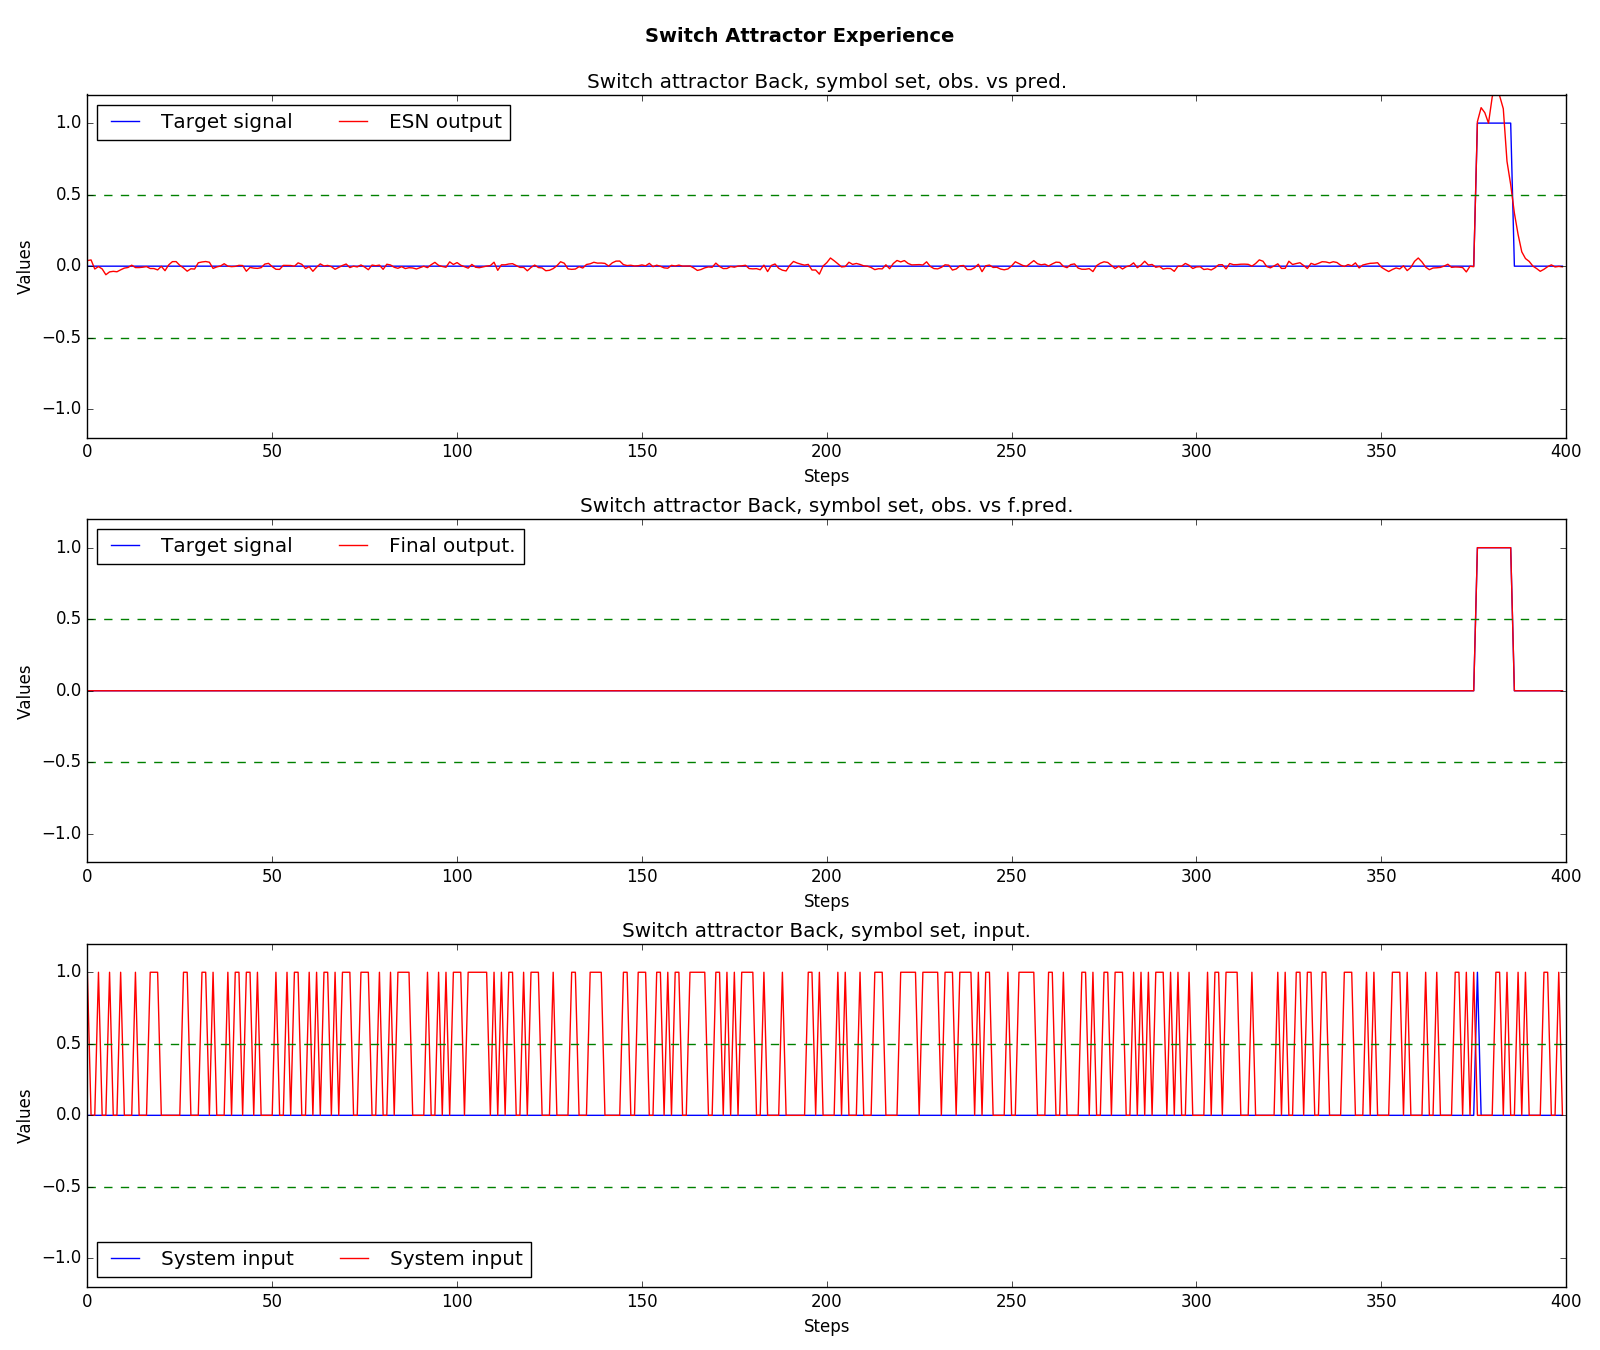 Switch Attractor Experience
Switch attractor Back, symbol set, obs. vs pred.
Target signal ESN output
1.0
0.5
0.0
−0.5
−1.0
Values
0 50 100 150 200 250 300 350 400
Steps
Switch attractor Back, symbol set, obs. vs f.pred.
Target signal Final output.
1.0
0.5
0.0
−0.5
−1.0
Values
0 50 100 150 200 250 300 350 400
Steps
Switch attractor Back, symbol set, input.
1.0
0.5
0.0
−0.5
−1.0
Values
System input System input
0 50 100 150 200 250 300 350 400
Steps